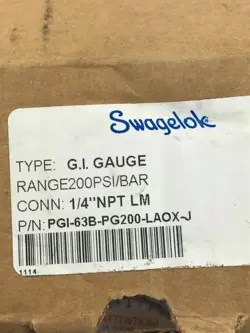 Swagelok
TYPE: G.I. GAUGE
RANGE200PSI/BAR
CONN: 1/4"NPT LM
P/N: PGI-63B-PG200-LAOX-J
1114